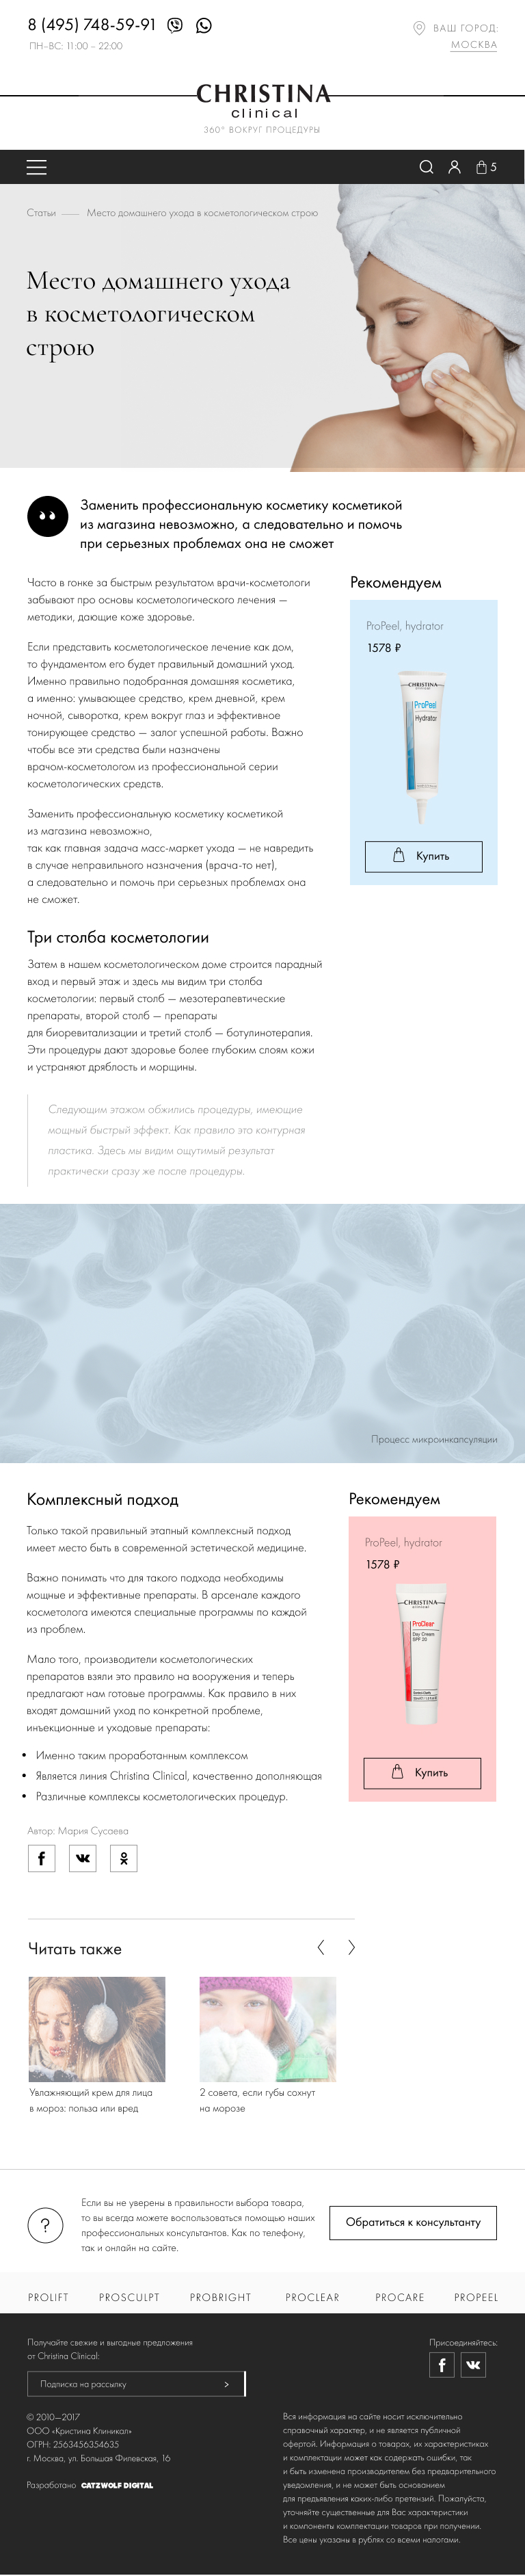 8 (495) 748-59-91
ПН–ВС: 11:00 – 22:00
ВАШ ГОРОД:
МОСКВА
CHRISTINA
clinical
360° ВОКРУГ ПРОЦЕДУРЫ
5
Статьи
Место домашнего ухода в косметологическом строю
Место домашнего ухода
в косметологическом
строю
Заменить профессиональную косметику косметикой
из магазина невозможно, а следовательно и помочь
при серьезных проблемах она не сможет
Часто в гонке за быстрым результатом врачи-косметологи
забывают про основы косметологического лечения —
методики, дающие коже здоровье.
Если представить косметологическое лечение как дом,
то фундаментом его будет правильный домашний уход.
Именно правильно подобранная домашняя косметика,
а именно: умывающее средство, крем дневной, крем
ночной, сыворотка, крем вокруг глаз и эффективное
тонирующее средство — залог успешной работы. Важно
чтобы все эти средства были назначены
врачом-косметологом из профессиональной серии
косметологических средств.
Заменить профессиональную косметику косметикой
из магазина невозможно,
так как главная задача масс-маркет ухода — не навредить
в случае неправильного назначения (врача-то нет),
а следовательно и помочь при серьезных проблемах она
не сможет.
Рекомендуем
ProPeel, hydrator
1578 ₽
CHRISTINA
ProPeel
Hydrator
Купить
Три столба косметологии
Затем в нашем косметологическом доме строится парадный
вход и первый этаж и здесь мы видим три столба
косметологии: первый столб — мезотерапевтические
препараты, второй столб — препараты
для биоревитализации и третий столб — ботулинотерапия.
Эти процедуры дают здоровье более глубоким слоям кожи
и устраняют дряблость и морщины.
Следующим этажом обжились процедуры, имеющие
мощный быстрый эффект. Как правило это контурная
пластика. Здесь мы видим ощутимый результат
практически сразу же после процедуры.
Процесс микроинкапсуляции
Комплексный подход
Только такой правильный этапный комплексный подход
имеет место быть в современной эстетической медицине.
Важно понимать что для такого подхода необходимы
мощные и эффективные препараты. В арсенале каждого
косметолога имеются специальные программы по каждой
из проблем.
Мало того, производители косметологических
препаратов взяли это правило на вооружения и теперь
предлагают нам готовые программы. Как правило в них
входят домашний уход по конкретной проблеме,
инъекционные и уходовые препараты:
• Именно таким проработанным комплексом
• Является линия Christina Clinical, качественно дополняющая
• Различные комплексы косметологических процедур.
Рекомендуем
ProPeel, hydrator
1578 ₽
CHRISTINA
ProClear
Day Cream
SPF 20
Купить
Автор: Мария Сусаева
Читать также
Увлажняющий крем для лица
в мороз: польза или вред
2 совета, если губы сохнут
на морозе
?
Если вы не уверены в правильности выбора товара,
то вы всегда можете воспользоваться помощью наших
профессиональных консультантов. Как по телефону,
так и онлайн на сайте.
Обратиться к консультанту
PROLIFT PROSCULPT PROBRIGHT PROCLEAR PROCARE PROPEEL
Получайте свежие и выгодные предложения
от Christina Clinical:
Подписка на рассылку >
Присоединяйтесь:
© 2010—2017
ООО «Кристина Клиникал»
ОГРН: 2563456354635
г. Москва, ул. Большая Филевская, 16
Разработано CATZWOLF DIGITAL
Вся информация на сайте носит исключительно
справочный характер, и не является публичной
офертой. Информация о товарах, их характеристиках
и комплектации может как содержать ошибки, так
и быть изменена производителем без предварительного
уведомления, и не может быть основанием
для предъявления каких-либо претензий. Пожалуйста,
уточняйте существенные для Вас характеристики
и компоненты комплектации товаров при получении.
Все цены указаны в рублях со всеми налогами.